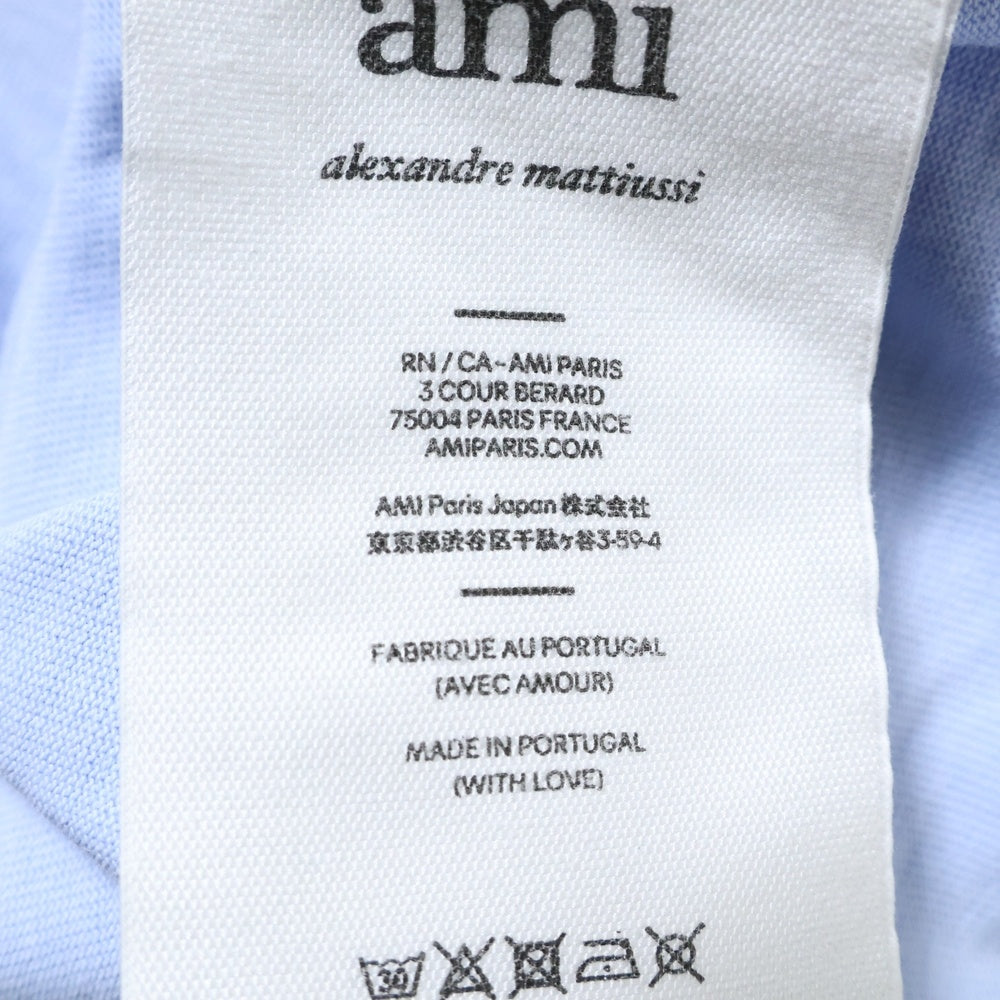 ami
alexandre mattiussi
RN / CA-AMI PARIS
3 COUR BERARD
75004 PARIS FRANCE
AMIPARIS.COM
AMI Paris Japan 株式会社
東京都渋谷区千駄ヶ谷3-59-4
FABRIQUE AU PORTUGAL
(AVEC AMOUR)
MADE IN PORTUGAL
(WITH LOVE)
30